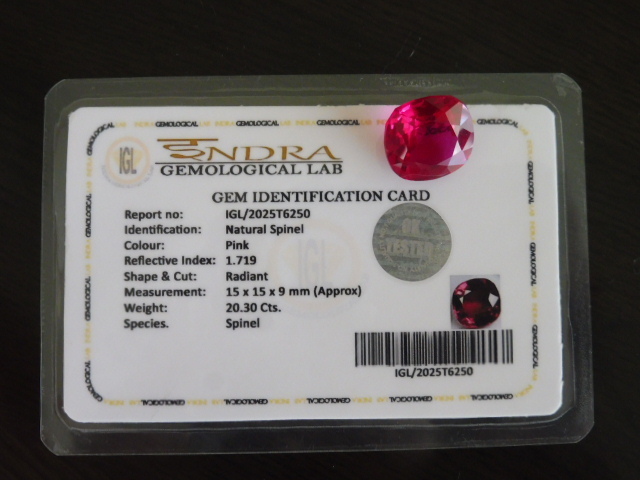 IGL
INDRA
GEMOLOGICAL LAB
GEM IDENTIFICATION CARD
Report no: IGL/2025T6250
Identification: Natural Spinel
Colour: Pink
Reflective Index: 1.719
Shape & Cut: Radiant
Measurement: 15 x 15 x 9 mm (Approx)
Weight: 20.30 Cts.
Species. Spinel
TESTED
IGL/2025T6250